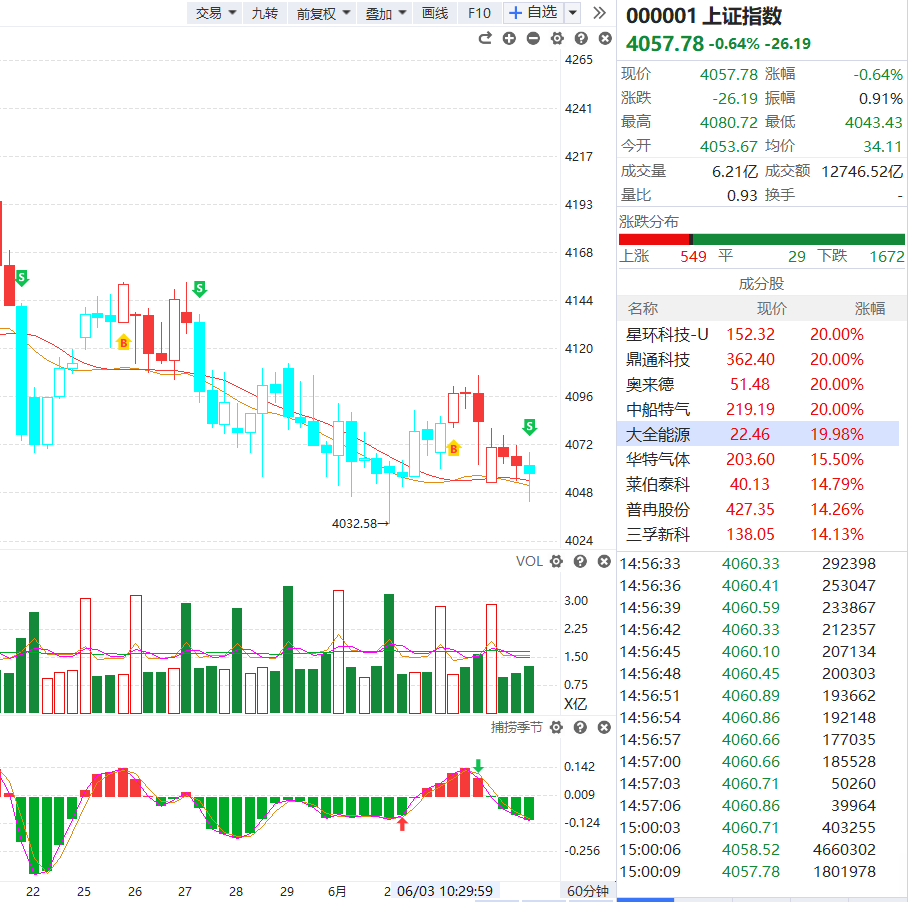 交易 九转 前复权 叠加 画线 F10 + 自选
4265
4241
4217
4193
4168
4144
4120
4096
4072
4048
4024
S
S
B
B
S
4032.58→
VOL
3.00
2.25
1.50
0.75
X亿
捕捞季节
0.142
0.009
-0.124
-0.256
22 25 26 27 28 29 6月 2 06/03 10:29:59 60分钟
000001 上证指数
4057.78 -0.64% -26.19
现价 4057.78 涨幅 -0.64%
涨跌 -26.19 振幅 0.91%
最高 4080.72 最低 4043.43
今开 4053.67 均价 34.11
成交量 6.21亿 成交额 12746.52亿
量比 0.93 换手 -
涨跌分布
上涨 549 平 29 下跌 1672
成分股
名称 现价 涨幅
星环科技-U 152.32 20.00%
鼎通科技 362.40 20.00%
奥来德 51.48 20.00%
中船特气 219.19 20.00%
大全能源 22.46 19.98%
华特气体 203.60 15.50%
莱伯泰科 40.13 14.79%
普冉股份 427.35 14.26%
三孚新科 138.05 14.13%
14:56:33 4060.33 292398
14:56:36 4060.41 253047
14:56:39 4060.59 233867
14:56:42 4060.33 212357
14:56:45 4060.10 207134
14:56:48 4060.45 200303
14:56:51 4060.89 193662
14:56:54 4060.86 192148
14:56:57 4060.66 177035
14:57:00 4060.66 185528
14:57:03 4060.71 50260
14:57:06 4060.86 39964
15:00:03 4060.71 403255
15:00:06 4058.52 4660302
15:00:09 4057.78 1801978